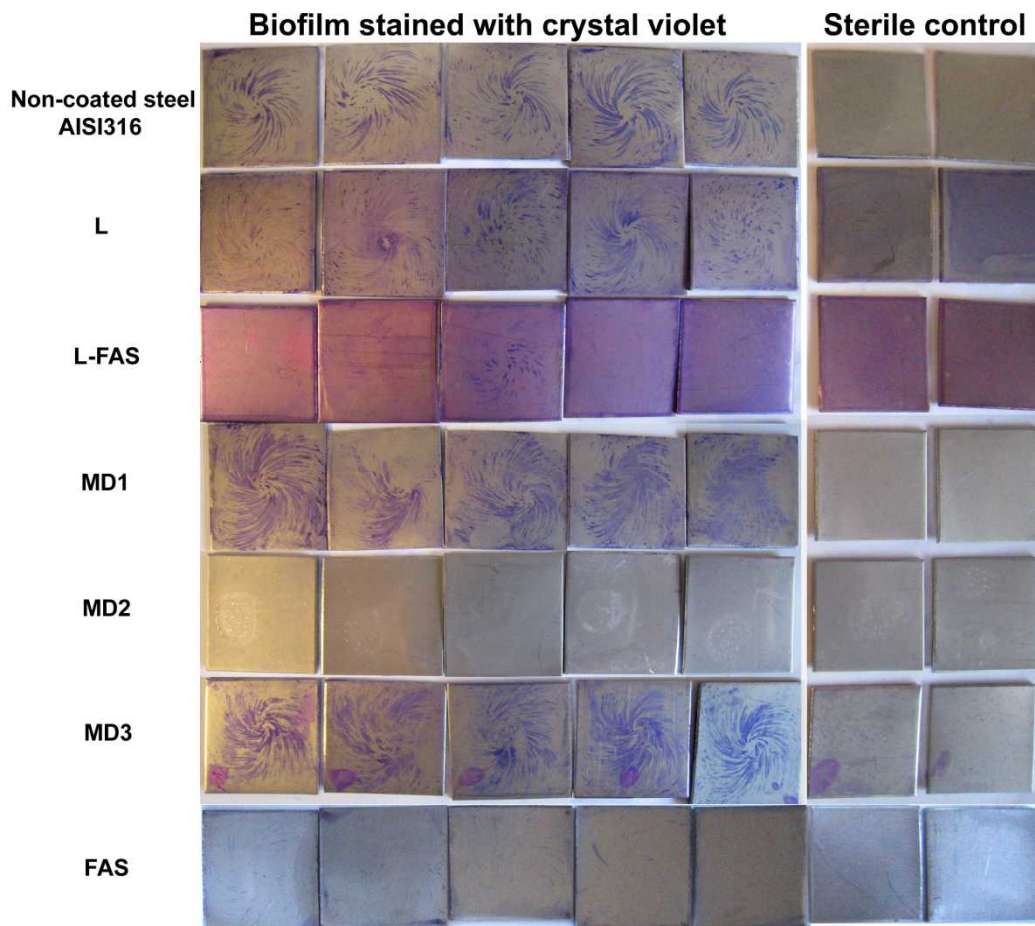 Biofilm stained with crystal violet
Sterile control
Non-coated steel
AISI316
L
L-FAS
MD1
MD2
MD3
FAS